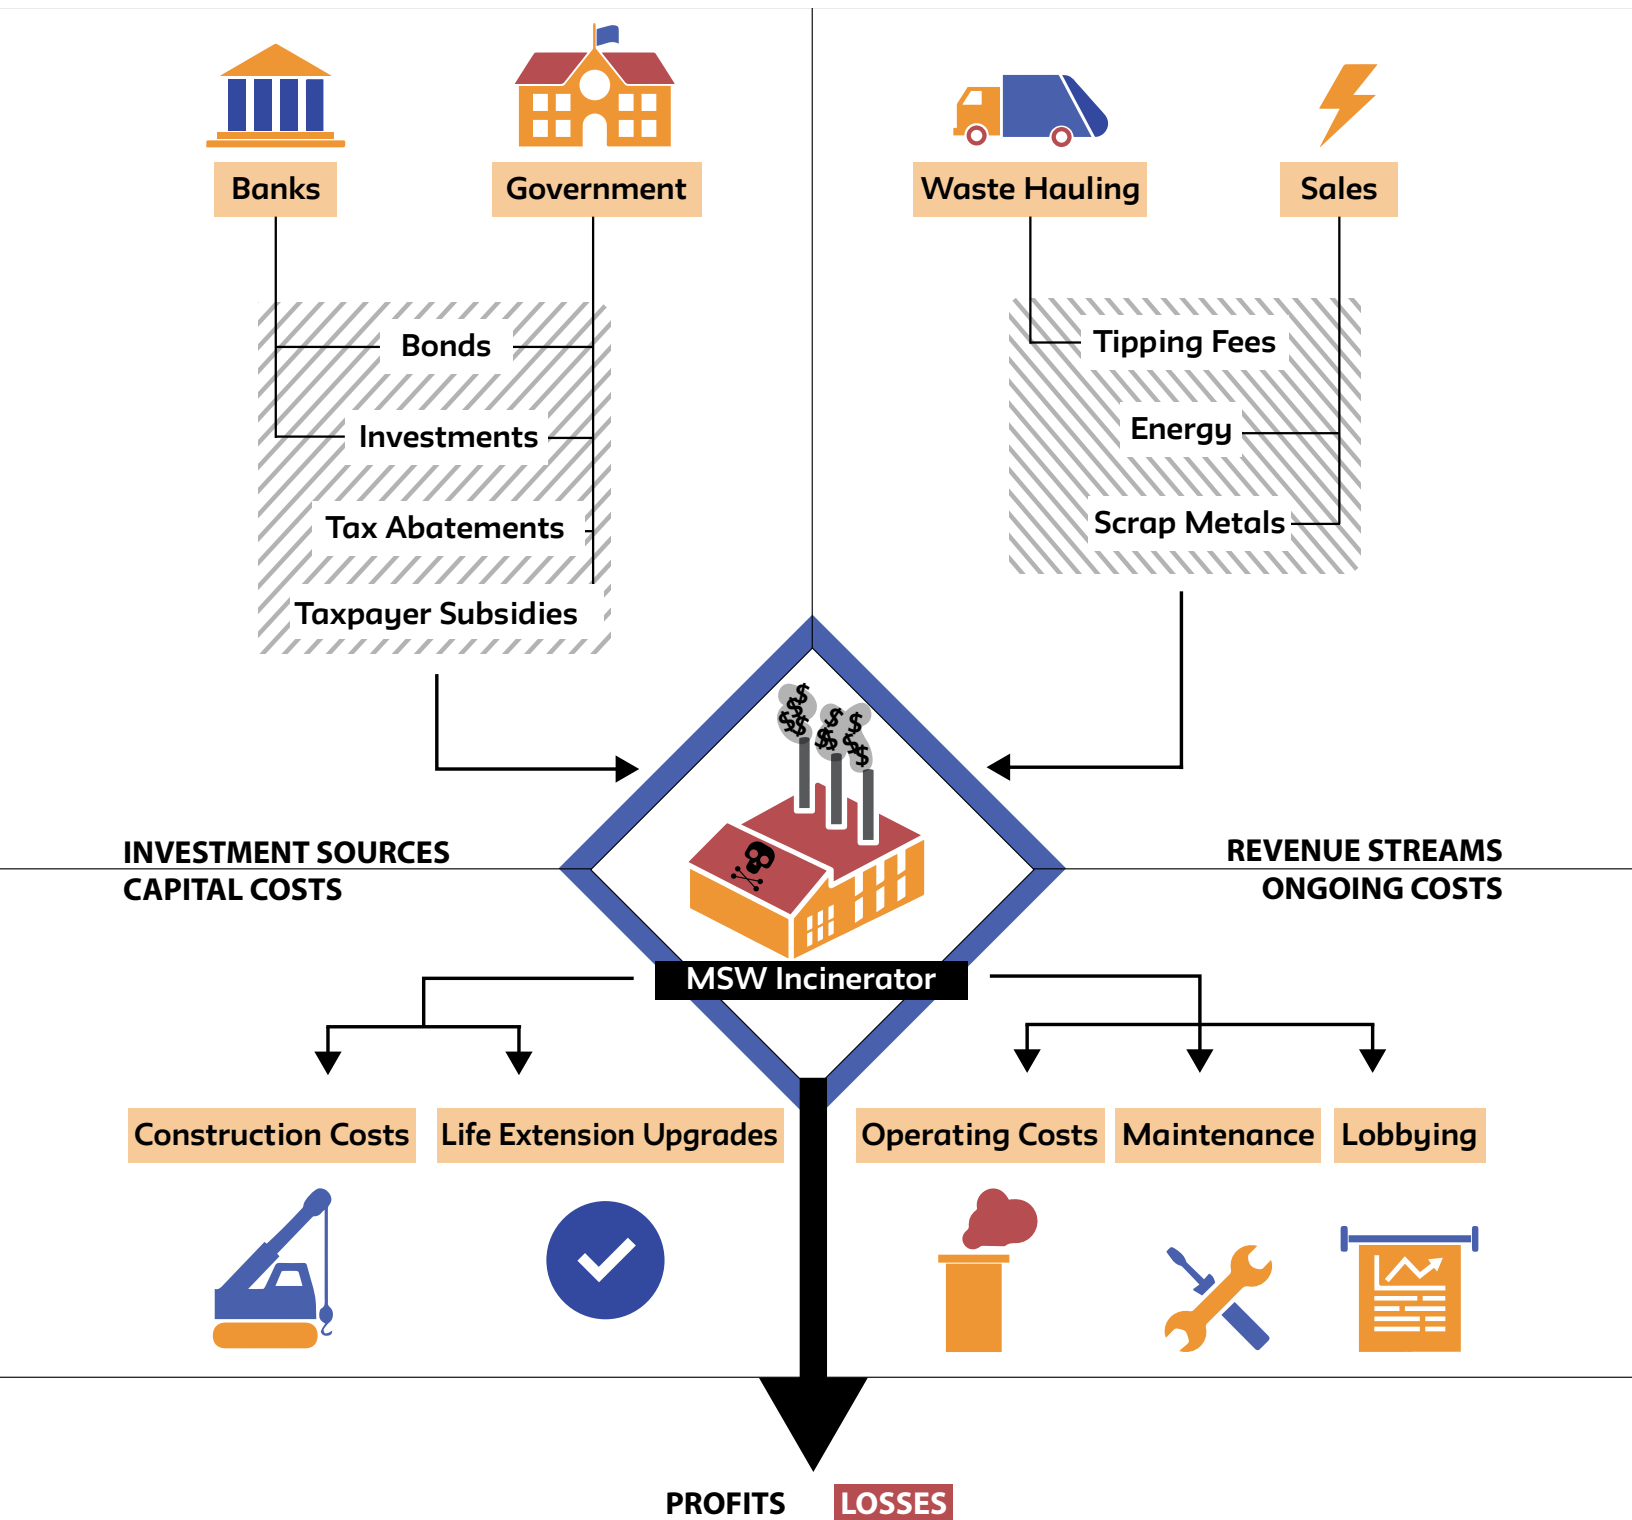 Banks
Government
Waste Hauling
Sales
Bonds
Investments
Tax Abatements
Taxpayer Subsidies
Tipping Fees
Energy
Scrap Metals
$ $ $ $ $ $ $ $ $ $
INVESTMENT SOURCES
CAPITAL COSTS
REVENUE STREAMS
ONGOING COSTS
MSW Incinerator
Construction Costs
Life Extension Upgrades
Operating Costs
Maintenance
Lobbying
PROFITS
LOSSES